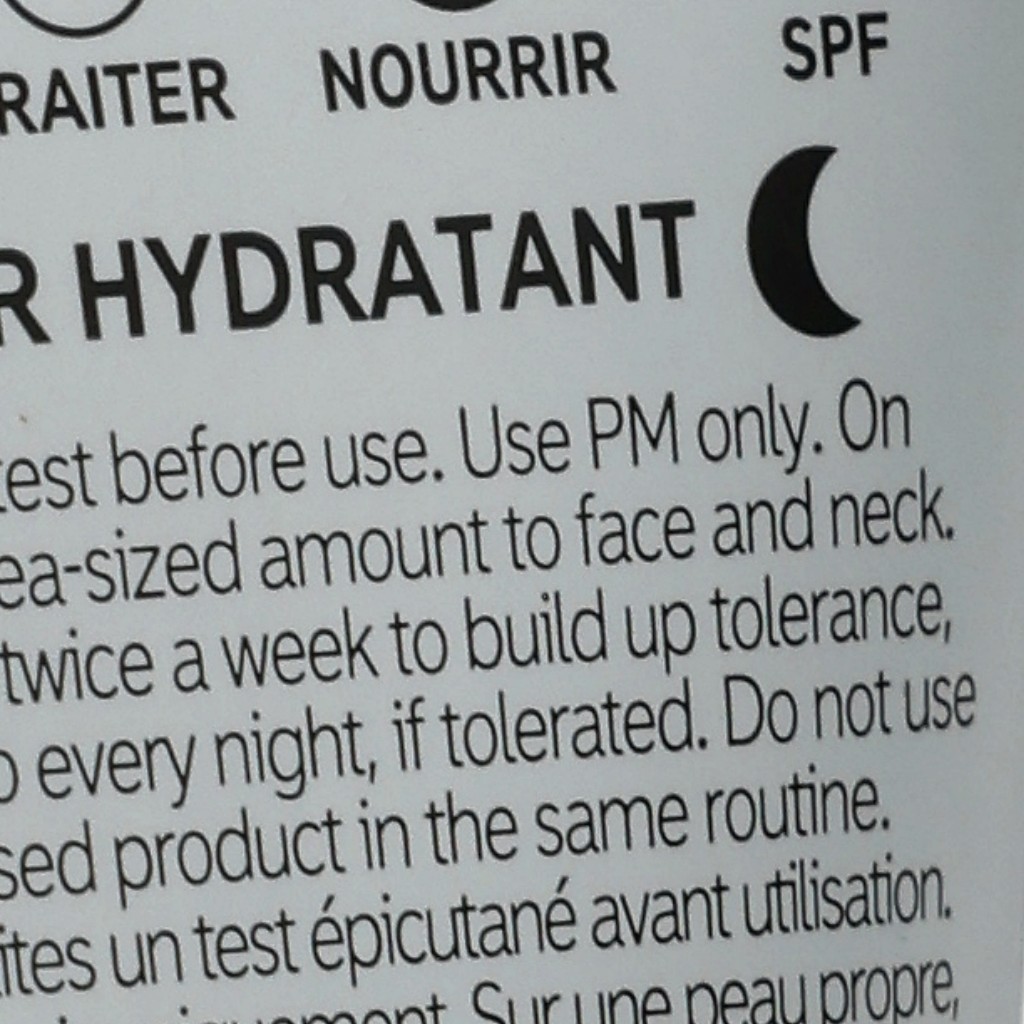 RAITER NOURRIR SPF
R HYDRATANT
test before use. Use PM only. On
ea-sized amount to face and neck.
twice a week to build up tolerance,
o every night, if tolerated. Do not use
sed product in the same routine.
ites un test épicutané avant utilisation.
Sur une peau propre,